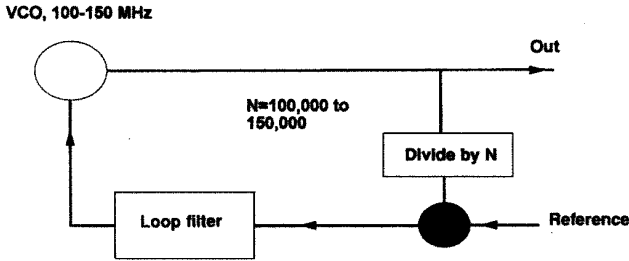 VCO, 100-150 MHz
Out
N=100,000 to
150,000
Divide by N
Loop filter
Reference